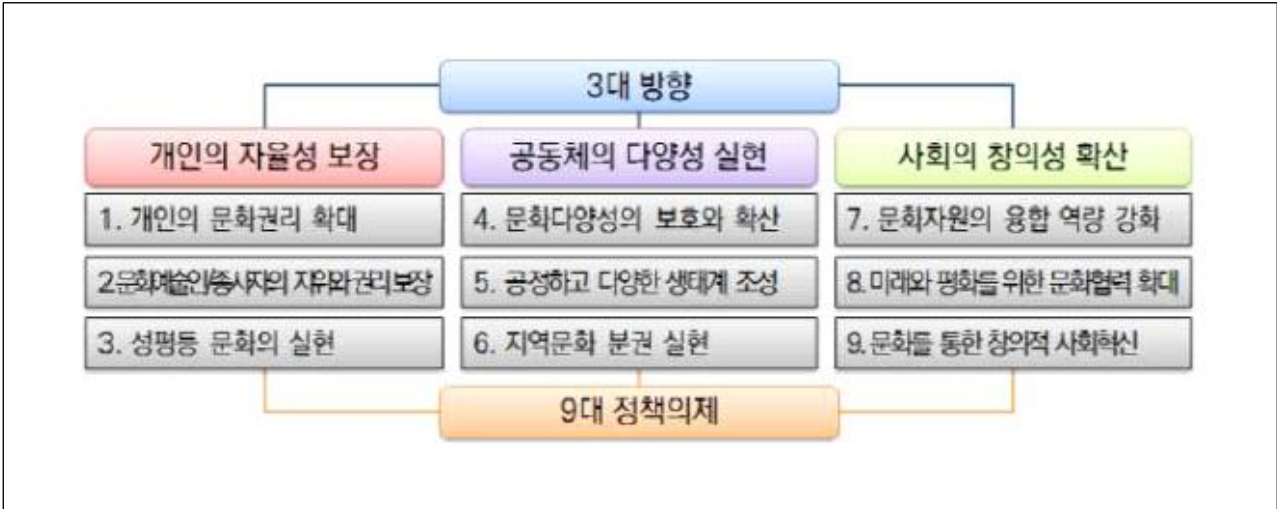 3대 방향
개인의 자율성 보장
공동체의 다양성 실현
사회의 창의성 확산
1. 개인의 문화권리 확대
4. 문화다양성의 보호와 확산
7. 문화자원의 융합 역량 강화
2.문화예술인/종사자의 지위와 권리 보장
5. 공정하고 다양한 생태계 조성
8. 미래와 평화를 위한 문화협력 확대
3. 성평등 문화의 실현
6. 지역문화 분권 실현
9. 문화를 통한 창의적 사회혁신
9대 정책의제